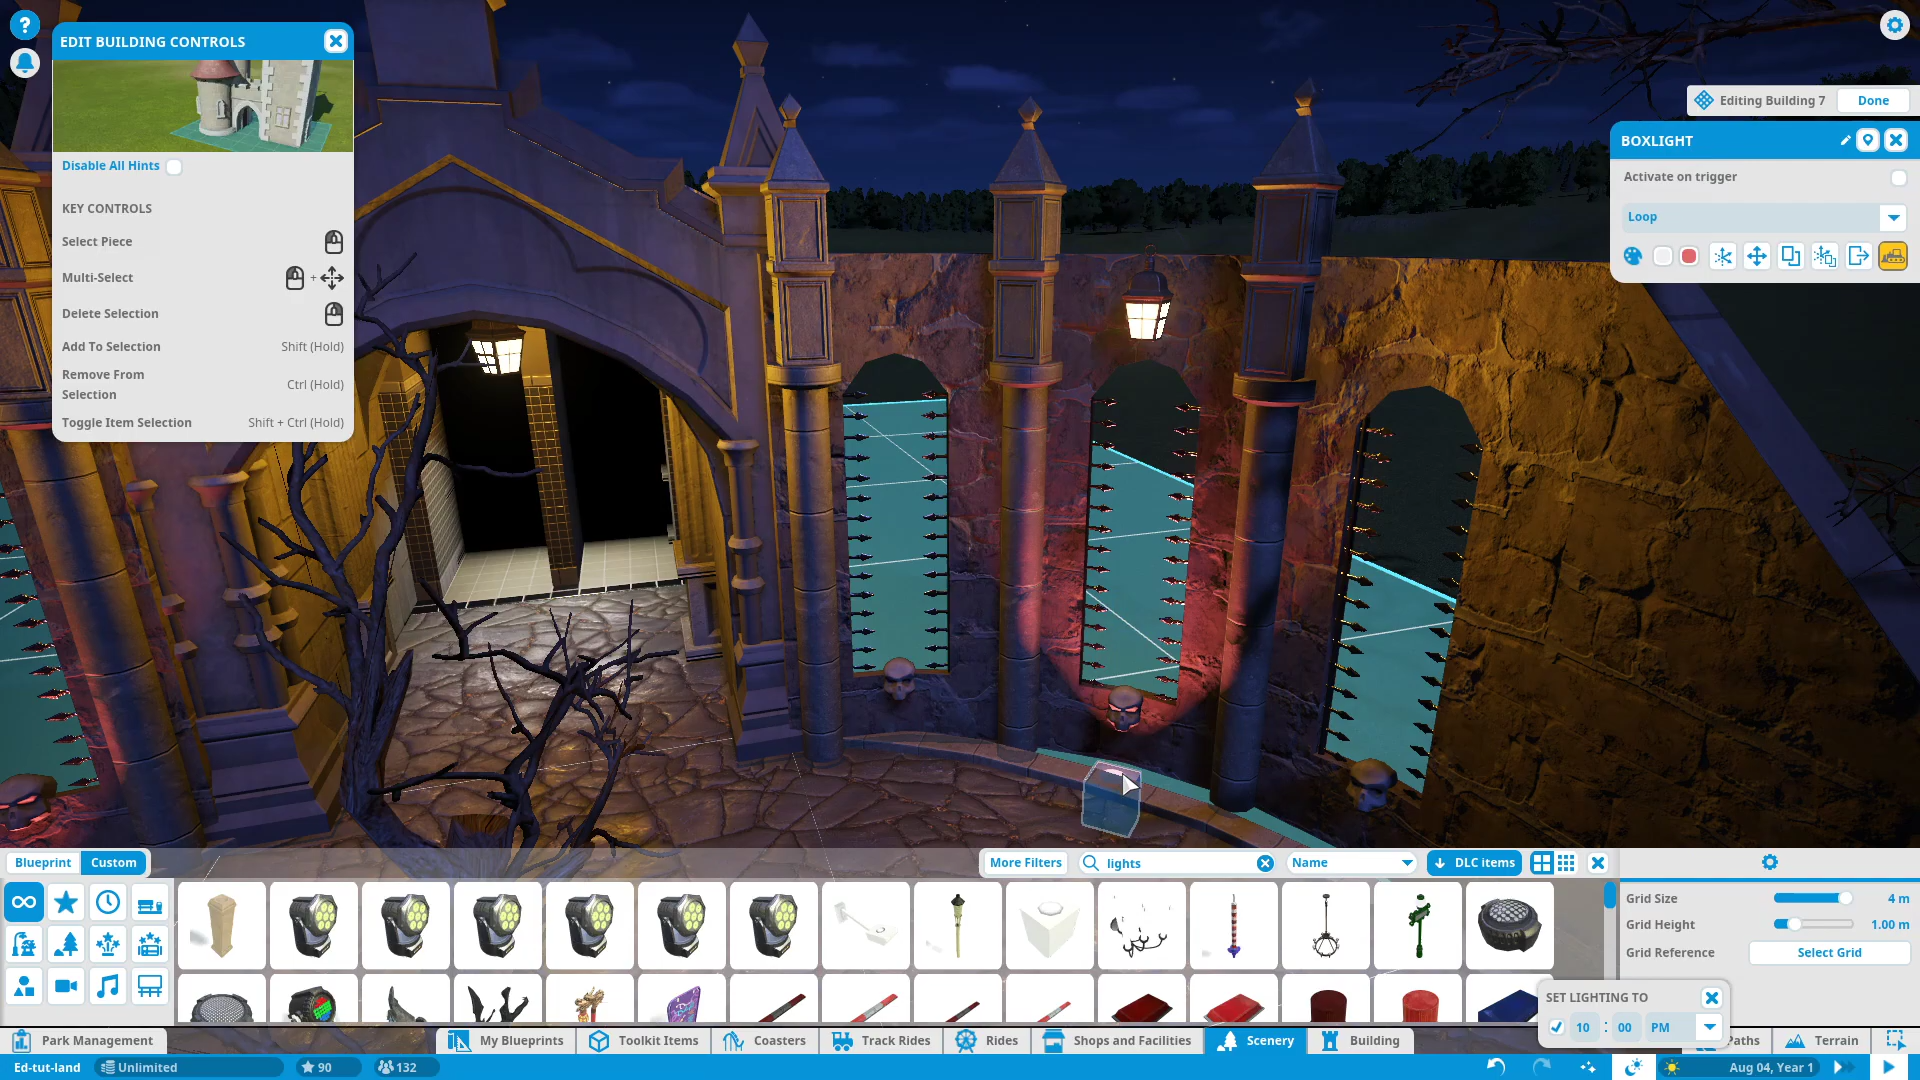 ?
EDIT BUILDING CONTROLS
Disable All Hints
KEY CONTROLS
Select Piece
Multi-Select
+
Delete Selection
Add To Selection Shift (Hold)
Remove From
Selection
Ctrl (Hold)
Toggle Item Selection Shift + Ctrl (Hold)
Editing Building 7 Done
BOXLIGHT
Activate on trigger
Loop
Blueprint Custom
More Filters lights Name DLC items
Grid Size 4 m
Grid Height 1.00 m
Grid Reference Select Grid
SET LIGHTING TO
10 : 00 PM
Park Management My Blueprints Toolkit Items Coasters Track Rides Rides Shops and Facilities Scenery Building Paths Terrain
Ed-tut-land Unlimited 90 132 Aug 04, Year 1